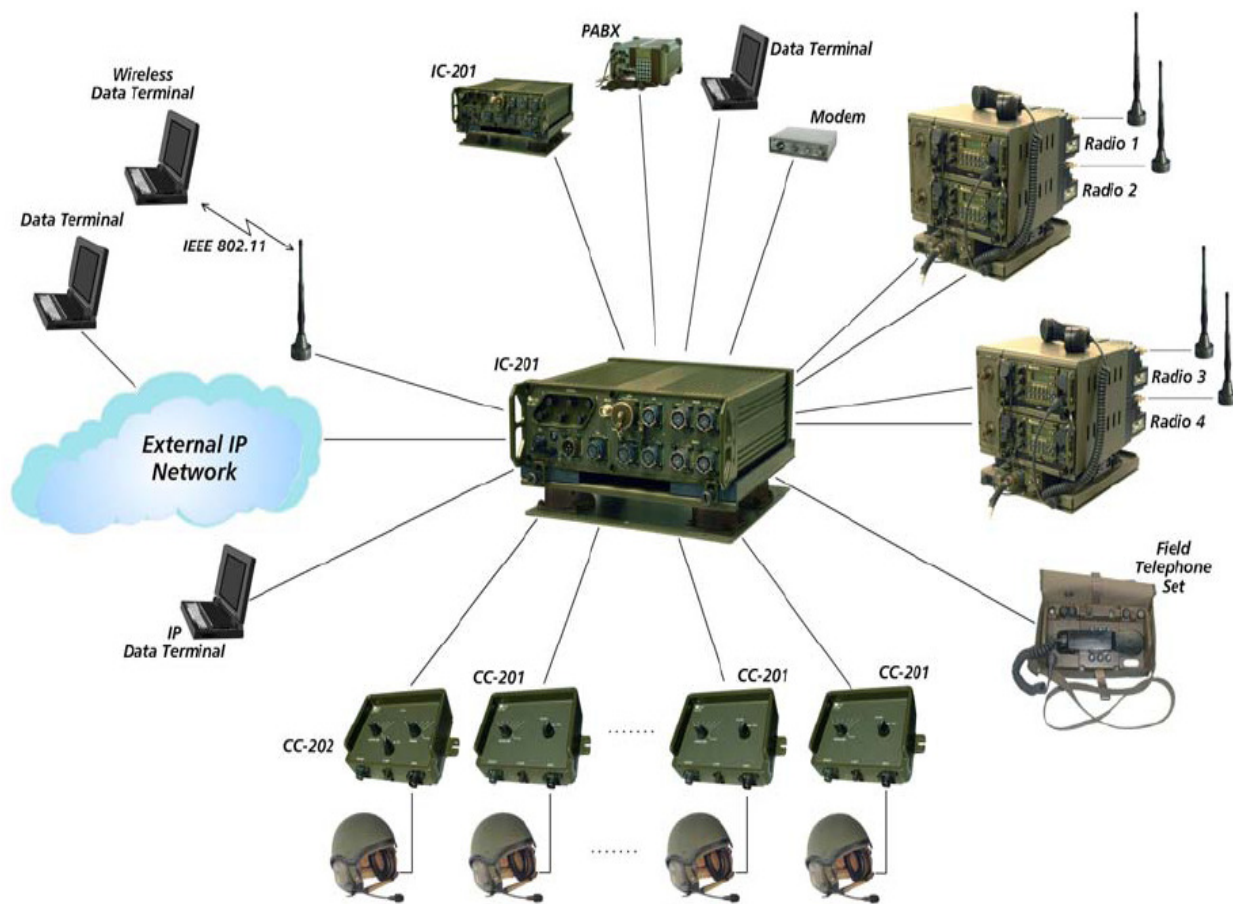 PABX
Data Terminal
IC-201
Wireless
Data Terminal
Modem
Radio 1
Radio 2
Data Terminal
IEEE 802.11
IC-201
Radio 3
Radio 4
External IP
Network
Field
Telephone
Set
IP
Data Terminal
CC-201
CC-201
CC-201
CC-202